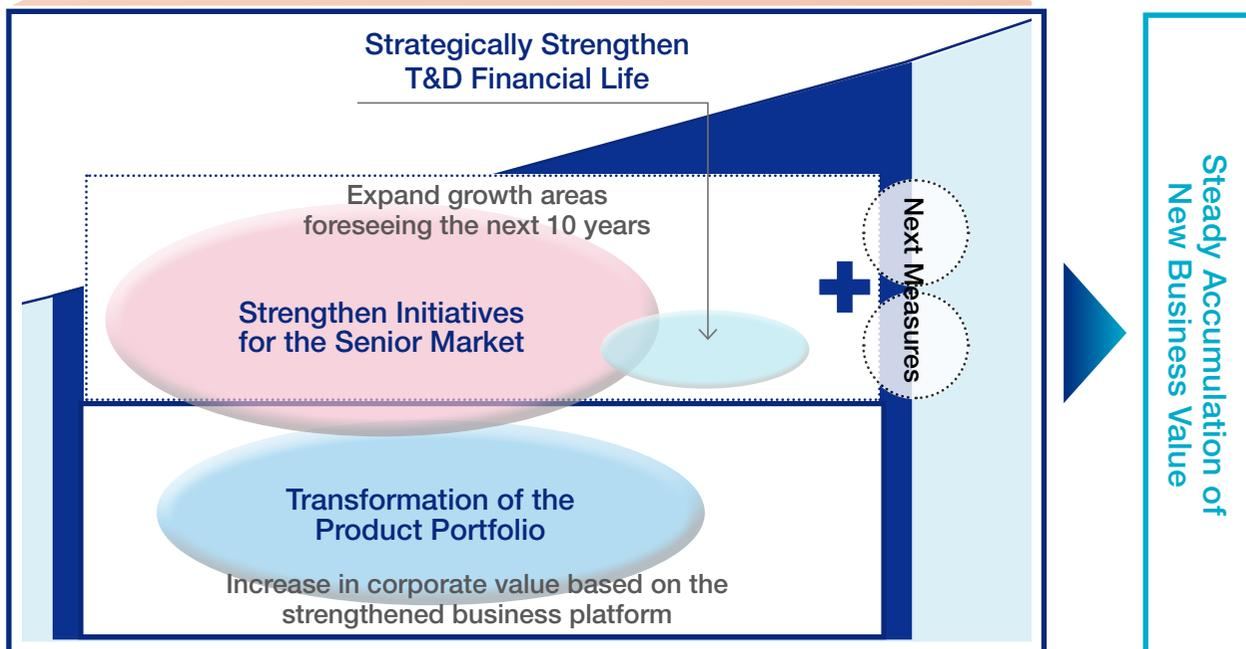 Strategically Strengthen
T&D Financial Life
Expand growth areas
foreseeing the next 10 years
Strengthen Initiatives
for the Senior Market
Next Measures
Transformation of the
Product Portfolio
Increase in corporate value based on the
strengthened business platform
Steady Accumulation of
New Business Value